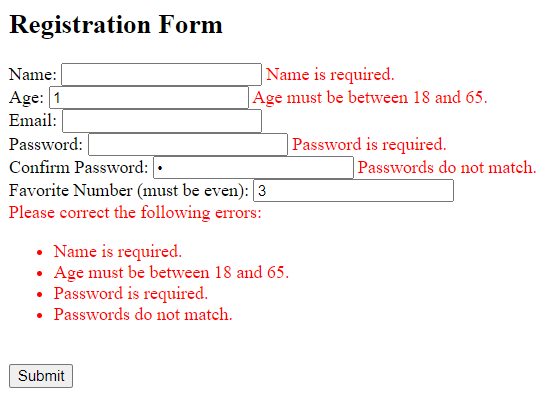 Registration Form
Name: Name is required.
Age: 1 Age must be between 18 and 65.
Email:
Password: Password is required.
Confirm Password: • Passwords do not match.
Favorite Number (must be even): 3
Please correct the following errors:
• Name is required.
• Age must be between 18 and 65.
• Password is required.
• Passwords do not match.
Submit